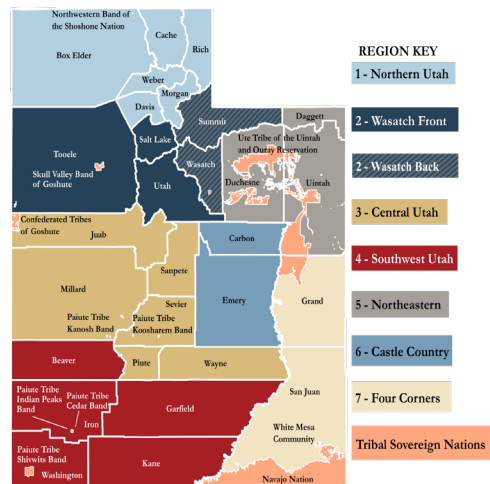 Northwestern Band of
the Shoshone Nation
Cache
Rich
Box Elder
Weber
Morgan
Davis
Summit
Daggett
Salt Lake
Tooele
Skull Valley Band
of Goshute
Wasatch
Utah
Ute Tribe of the Uintah
and Ouray Reservation
Duchesne
Uintah
Confederated Tribes
of Goshute
Juab
Carbon
Sanpete
Millard
Sevier
Emery
Grand
Paiute Tribe
Kanosh Band
Paiute Tribe
Koosharem Band
Beaver
Piute
Wayne
Paiute Tribe
Indian Peaks
Band
Paiute Tribe
Cedar Band
Iron
Garfield
San Juan
White Mesa
Community
Paiute Tribe
Shivwits Band
Washington
Kane
Navajo Nation
REGION KEY
1 - Northern Utah
2 - Wasatch Front
2 - Wasatch Back
3 - Central Utah
4 - Southwest Utah
5 - Northeastern
6 - Castle Country
7 - Four Corners
Tribal Sovereign Nations